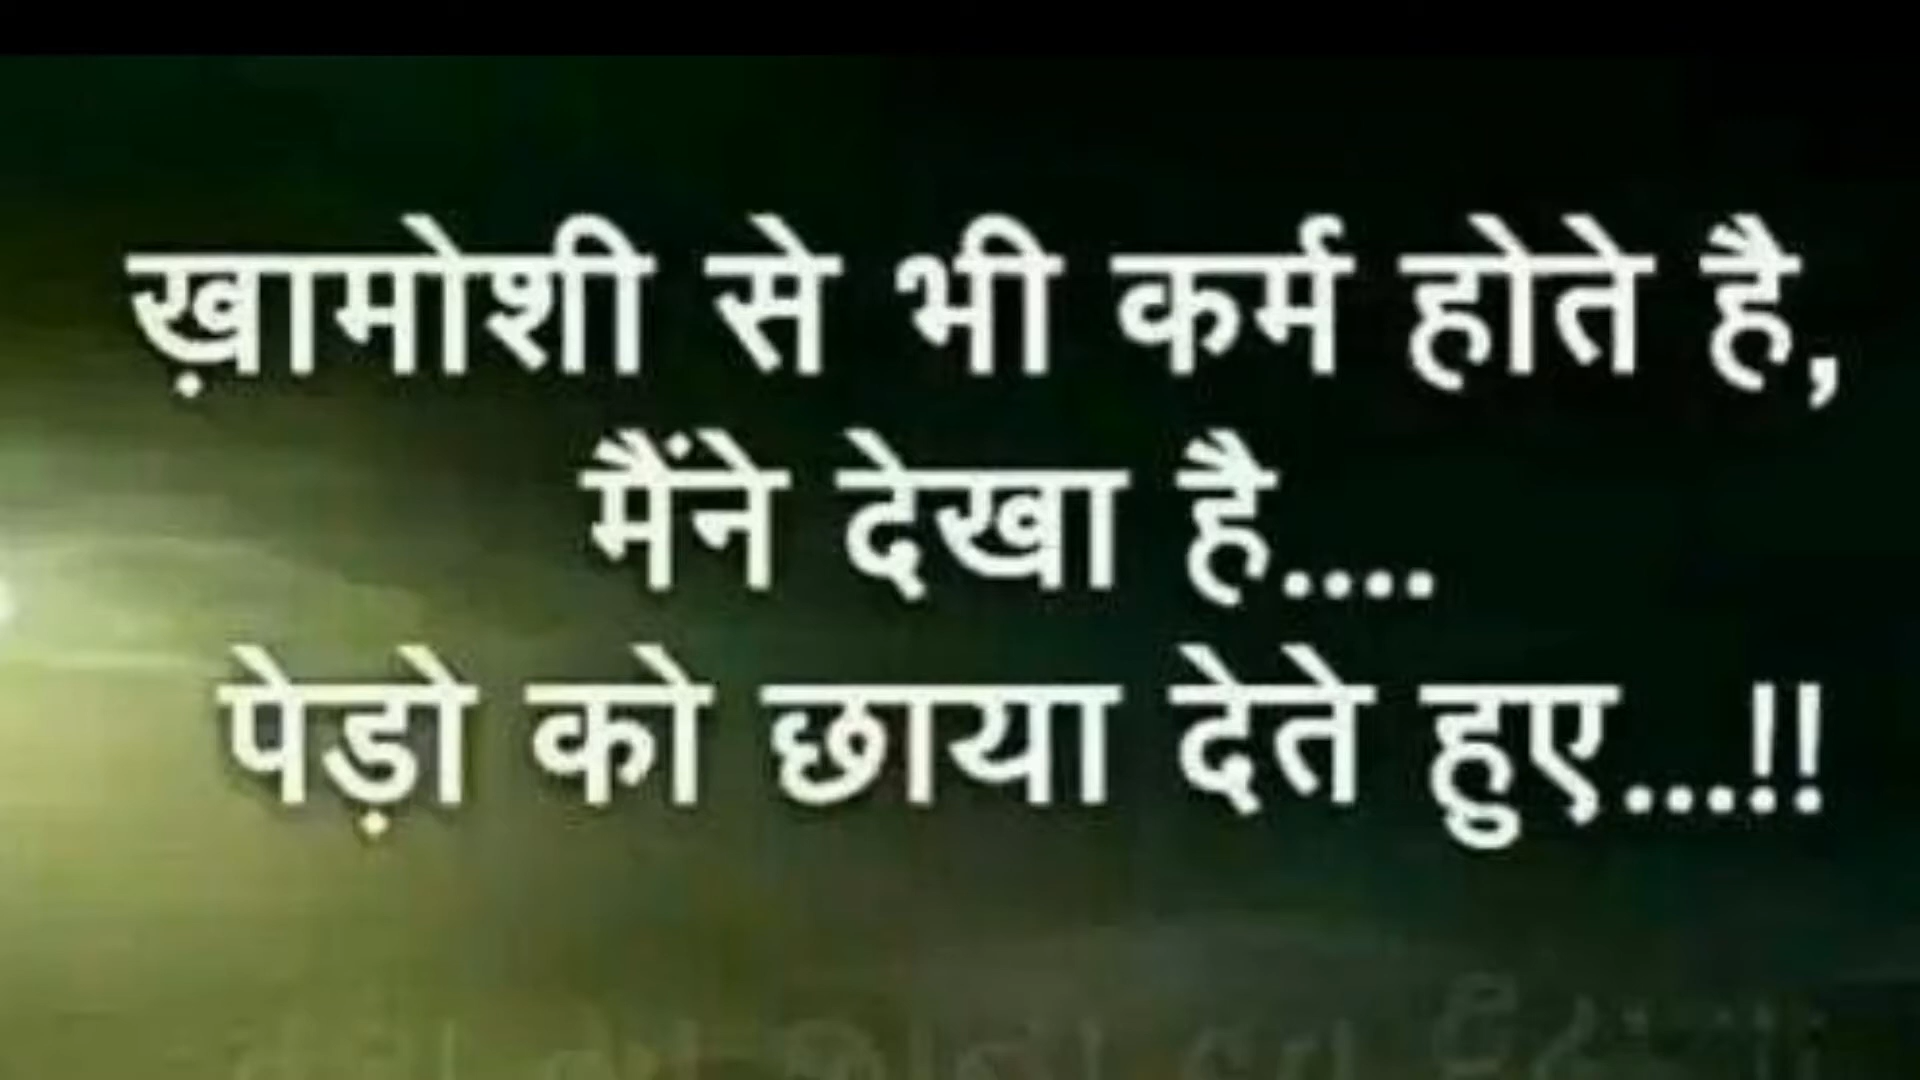 ख़ामोशी से भी कर्म होते है,
मैंने देखा है....
पेड़ो को छाया देते हुए...!!